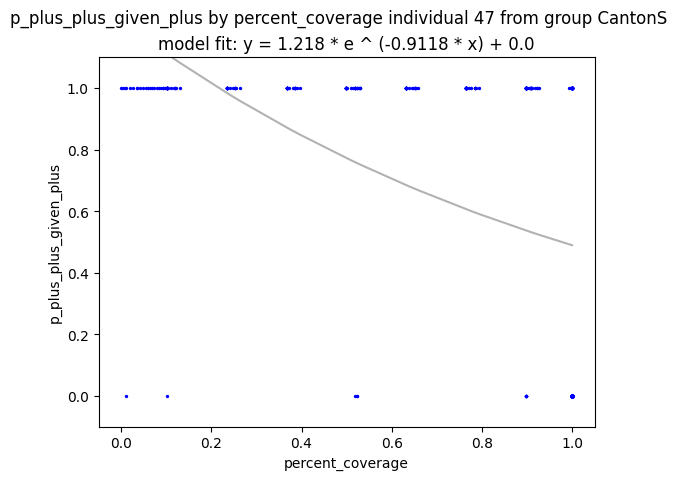 p_plus_plus_given_plus by percent_coverage individual 47 from group CantonS
model fit: y = 1.218 * e ^ (-0.9118 * x) + 0.0
1.0
0.8
0.6
0.4
0.2
0.0
p_plus_plus_given_plus
0.0 0.2 0.4 0.6 0.8 1.0
percent_coverage